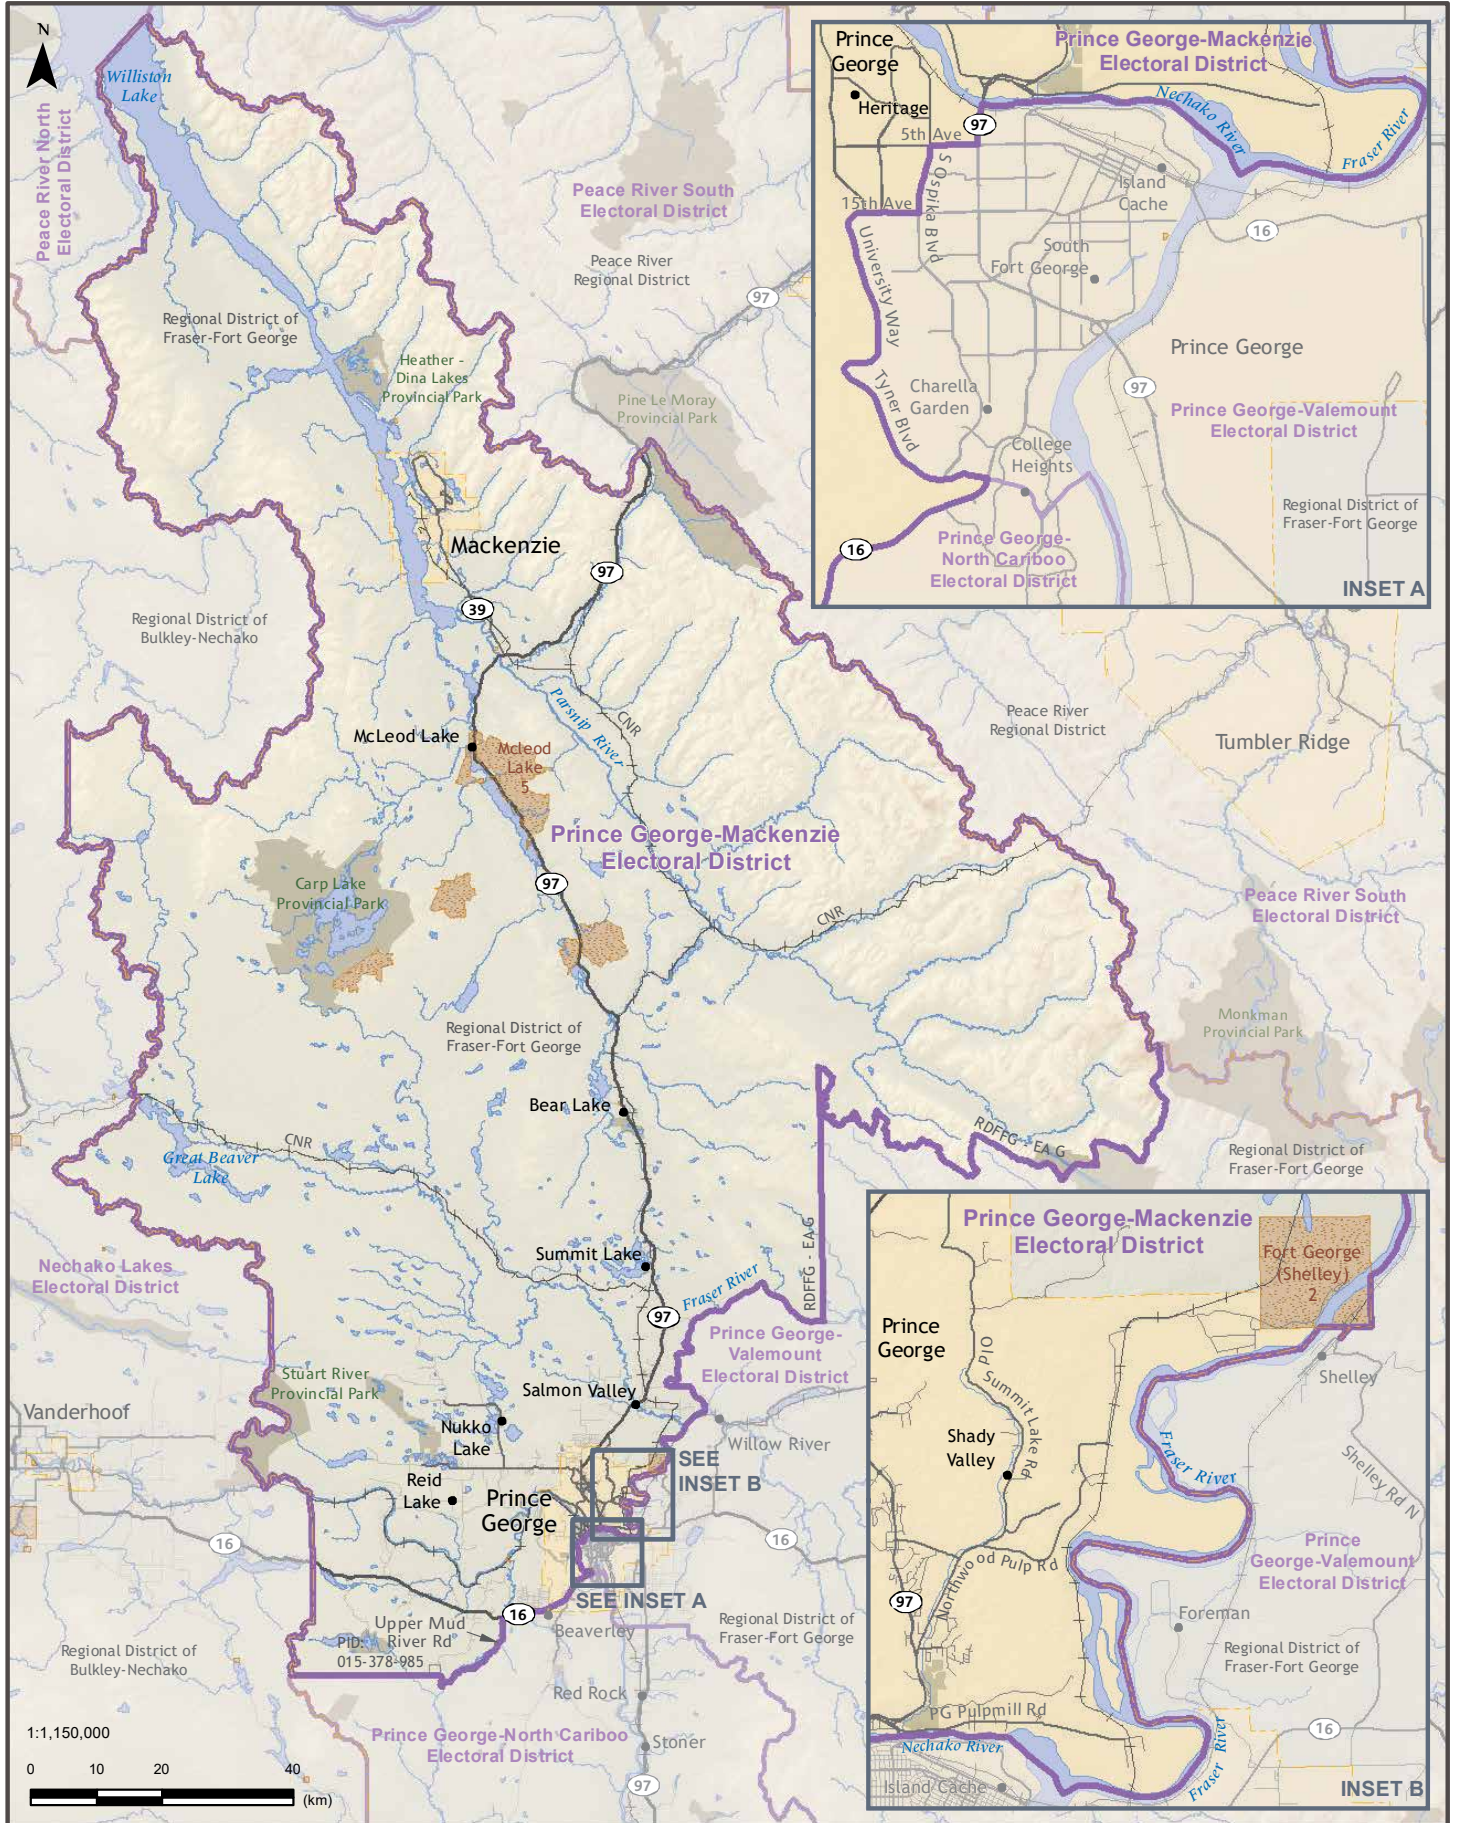 N
Williston
Lake
Peace River North
Electoral District
Peace River South
Electoral District
Peace River
Regional District
97
Regional District of
Fraser-Fort George
Heather -
Dina Lakes
Provincial Park
Pine Le Moray
Provincial Park
Mackenzie
97
39
Regional District of
Bulkley-Nechako
Parsnip River
CNR
McLeod Lake
Mcleod
Lake
5
Peace River
Regional District
Tumbler Ridge
Prince George-Mackenzie
Electoral District
97
Carp Lake
Provincial Park
CNR
Peace River South
Electoral District
Monkman
Provincial Park
Regional District of
Fraser-Fort George
Bear Lake
RDFFG - EA G
Regional District of
Fraser-Fort George
CNR
Great Beaver
Lake
RDFFG - EA G
Summit Lake
Fraser River
97
Nechako Lakes
Electoral District
Prince George-
Valemount
Electoral District
Stuart River
Provincial Park
Salmon Valley
Vanderhoof
Nukko
Lake
Willow River
SEE
INSET B
Reid
Lake
Prince
George
16
16
SEE INSET A
16
Upper Mud
River Rd
PID:
015-378-985
Beaverley
Regional District of
Fraser-Fort George
Regional District of
Bulkley-Nechako
Red Rock
Prince George-North Cariboo
Electoral District
Stoner
97
1:1,150,000
0 10 20 40
(km)
Prince
George
Prince George-Mackenzie
Electoral District
Heritage
Nechako River
Fraser River
97
5th Ave
S Ospika Blvd
Island
Cache
15th Ave
16
University Way
South
Fort George
Prince George
Tyner Blvd
Charella
Garden
97
Prince George-Valemount
Electoral District
College
Heights
Regional District of
Fraser-Fort George
16
Prince George-
North Cariboo
Electoral District
INSET A
Prince George-Mackenzie
Electoral District
Fort George
(Shelley)
2
Prince
George
Old Summit Lake Rd
Shelley
Shady
Valley
Fraser River
Shelley Rd N
Northwood Pulp Rd
Prince
George-Valemount
Electoral District
97
Foreman
Regional District of
Fraser-Fort George
PG Pulpmill Rd
16
Nechako River
Fraser River
Island Cache
INSET B